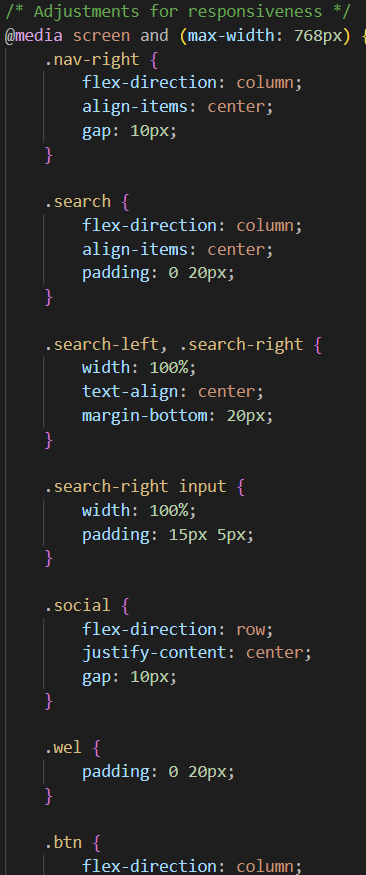 /* Adjustments for responsiveness */
@media screen and (max-width: 768px) {
.nav-right {
flex-direction: column;
align-items: center;
gap: 10px;
}
.search {
flex-direction: column;
align-items: center;
padding: 0 20px;
}
.search-left, .search-right {
width: 100%;
text-align: center;
margin-bottom: 20px;
}
.search-right input {
width: 100%;
padding: 15px 5px;
}
.social {
flex-direction: row;
justify-content: center;
gap: 10px;
}
.wel {
padding: 0 20px;
}
.btn {
flex-direction: column;